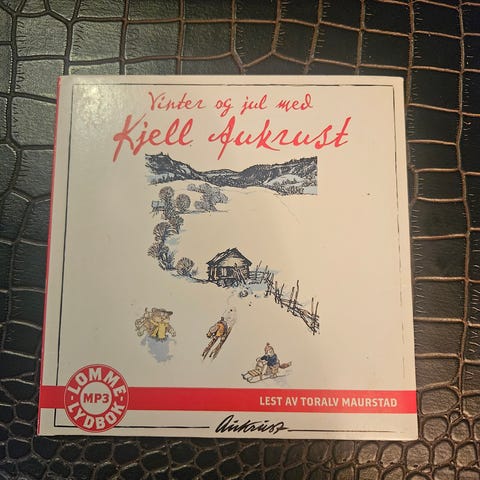 Vinter og jul med
Kjell Aukrust
LOMME
MP3
LYDBOK
LEST AV TORALV MAURSTAD
Aukrust